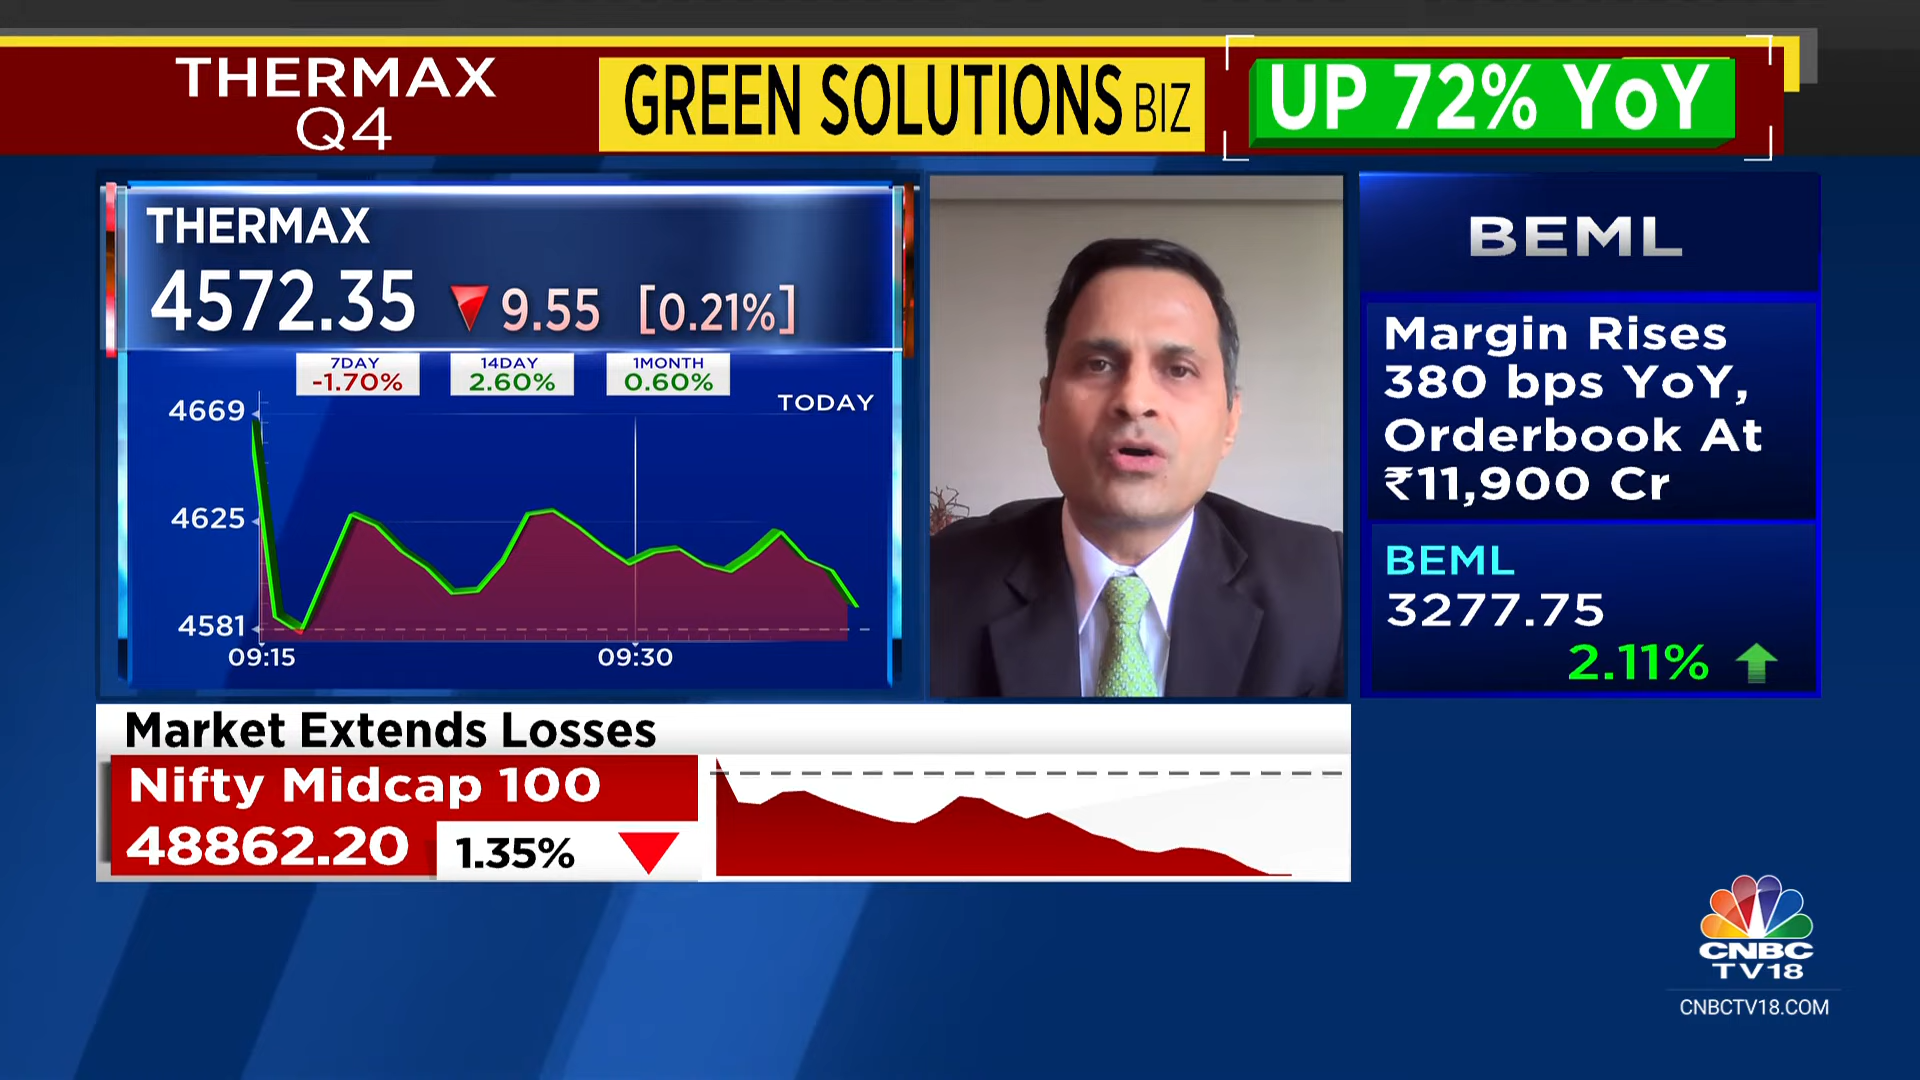 THERMAX
Q4
GREEN SOLUTIONS BIZ
UP 72% YoY
THERMAX
4572.35 9.55 [0.21%]
7DAY
-1.70%
14DAY
2.60%
1MONTH
0.60%
TODAY
4669
4625
4581
09:15
09:30
BEML
Margin Rises
380 bps YoY,
Orderbook At
₹11,900 Cr
BEML
3277.75
2.11%
Market Extends Losses
Nifty Midcap 100
48862.20
1.35%
CNBC
TV18
CNBCTV18.COM